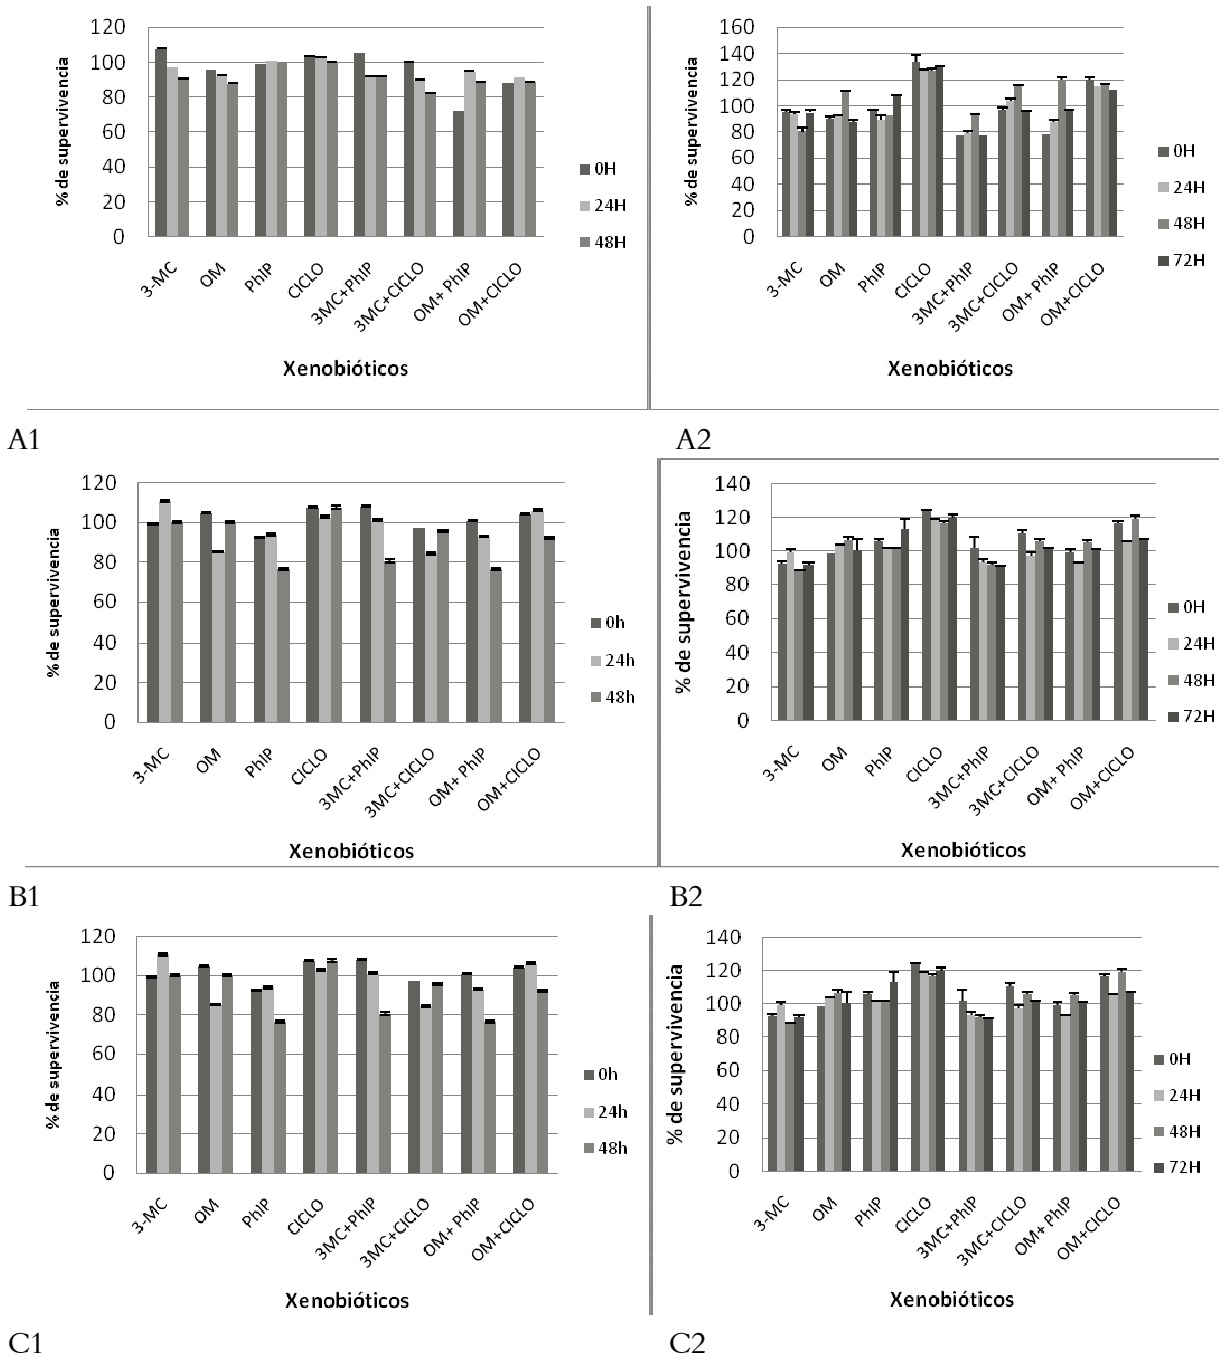 % de supervivencia
120
100
80
60
40
20
0
3-MC
OM
PhIP
CICLO
3MC+PhIP
3MC+CICLO
OM+ PhIP
OM+CICLO
Xenobióticos
0H
24H
48H
A1
% de supervivencia
160
140
120
100
80
60
40
20
0
3-MC
OM
PhIP
CICLO
3MC+PhIP
3MC+CICLO
OM+ PhIP
OM+CICLO
Xenobióticos
0H
24H
48H
72H
A2
% de supervivencia
120
100
80
60
40
20
0
3-MC
OM
PhIP
CICLO
3MC+PhIP
3MC+CICLO
OM+ PhIP
OM+CICLO
Xenobióticos
0h
24h
48h
B1
% de supervivencia
140
120
100
80
60
40
20
0
3-MC
OM
PhIP
CICLO
3MC+PhIP
3MC+CICLO
OM+ PhIP
OM+CICLO
Xenobióticos
0H
24H
48H
72H
B2
% de supervivencia
120
100
80
60
40
20
0
3-MC
OM
PhIP
CICLO
3MC+PhIP
3MC+CICLO
OM+ PhIP
OM+CICLO
Xenobióticos
0h
24h
48h
C1
% de supervivencia
140
120
100
80
60
40
20
0
3-MC
OM
PhIP
CICLO
3MC+PhIP
3MC+CICLO
OM+ PhIP
OM+CICLO
Xenobióticos
0H
24H
48H
72H
C2